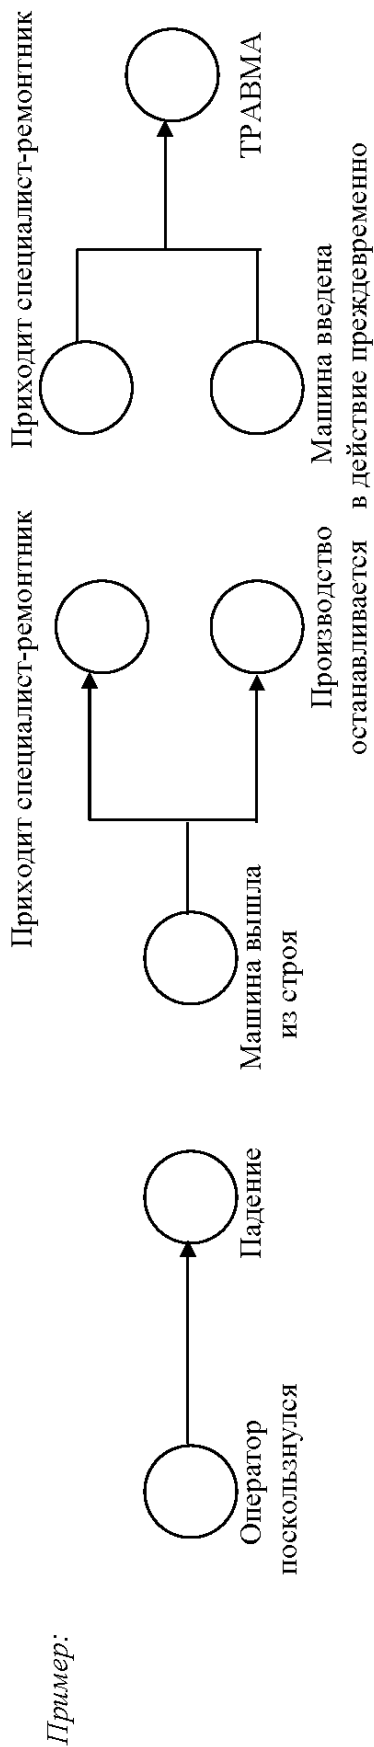 Пример:
Оператор
поскользнулся
Падение
Машина вышла
из строя
Приходит специалист-ремонтник
Производство
останавливается
Приходит специалист-ремонтник
Машина введена
в действие преждевременно
ТРАВМА